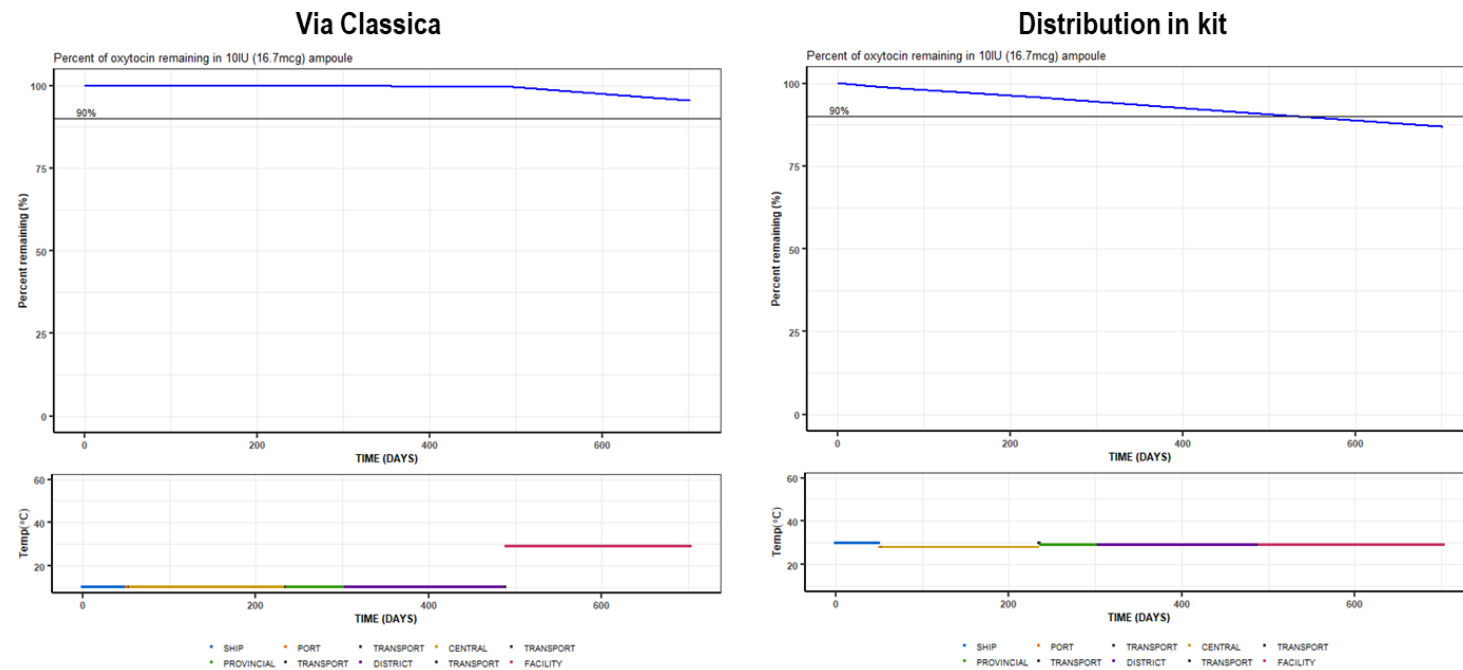 Via Classica
Percent of oxytocin remaining in 10IU (16.7mcg) ampoule
100
90%
75
50
25
0
Percent remaining (%)
0 200 400 600
TIME (DAYS)
60
40
20
Temp(°C)
0 200 400 600
TIME (DAYS)
SHIP PORT TRANSPORT CENTRAL TRANSPORT
PROVINCIAL TRANSPORT DISTRICT TRANSPORT FACILITY
Distribution in kit
Percent of oxytocin remaining in 10IU (16.7mcg) ampoule
100
90%
75
50
25
0
Percent remaining (%)
0 200 400 600
TIME (DAYS)
60
40
20
Temp(°C)
0 200 400 600
TIME (DAYS)
SHIP PORT TRANSPORT CENTRAL TRANSPORT
PROVINCIAL TRANSPORT DISTRICT TRANSPORT FACILITY